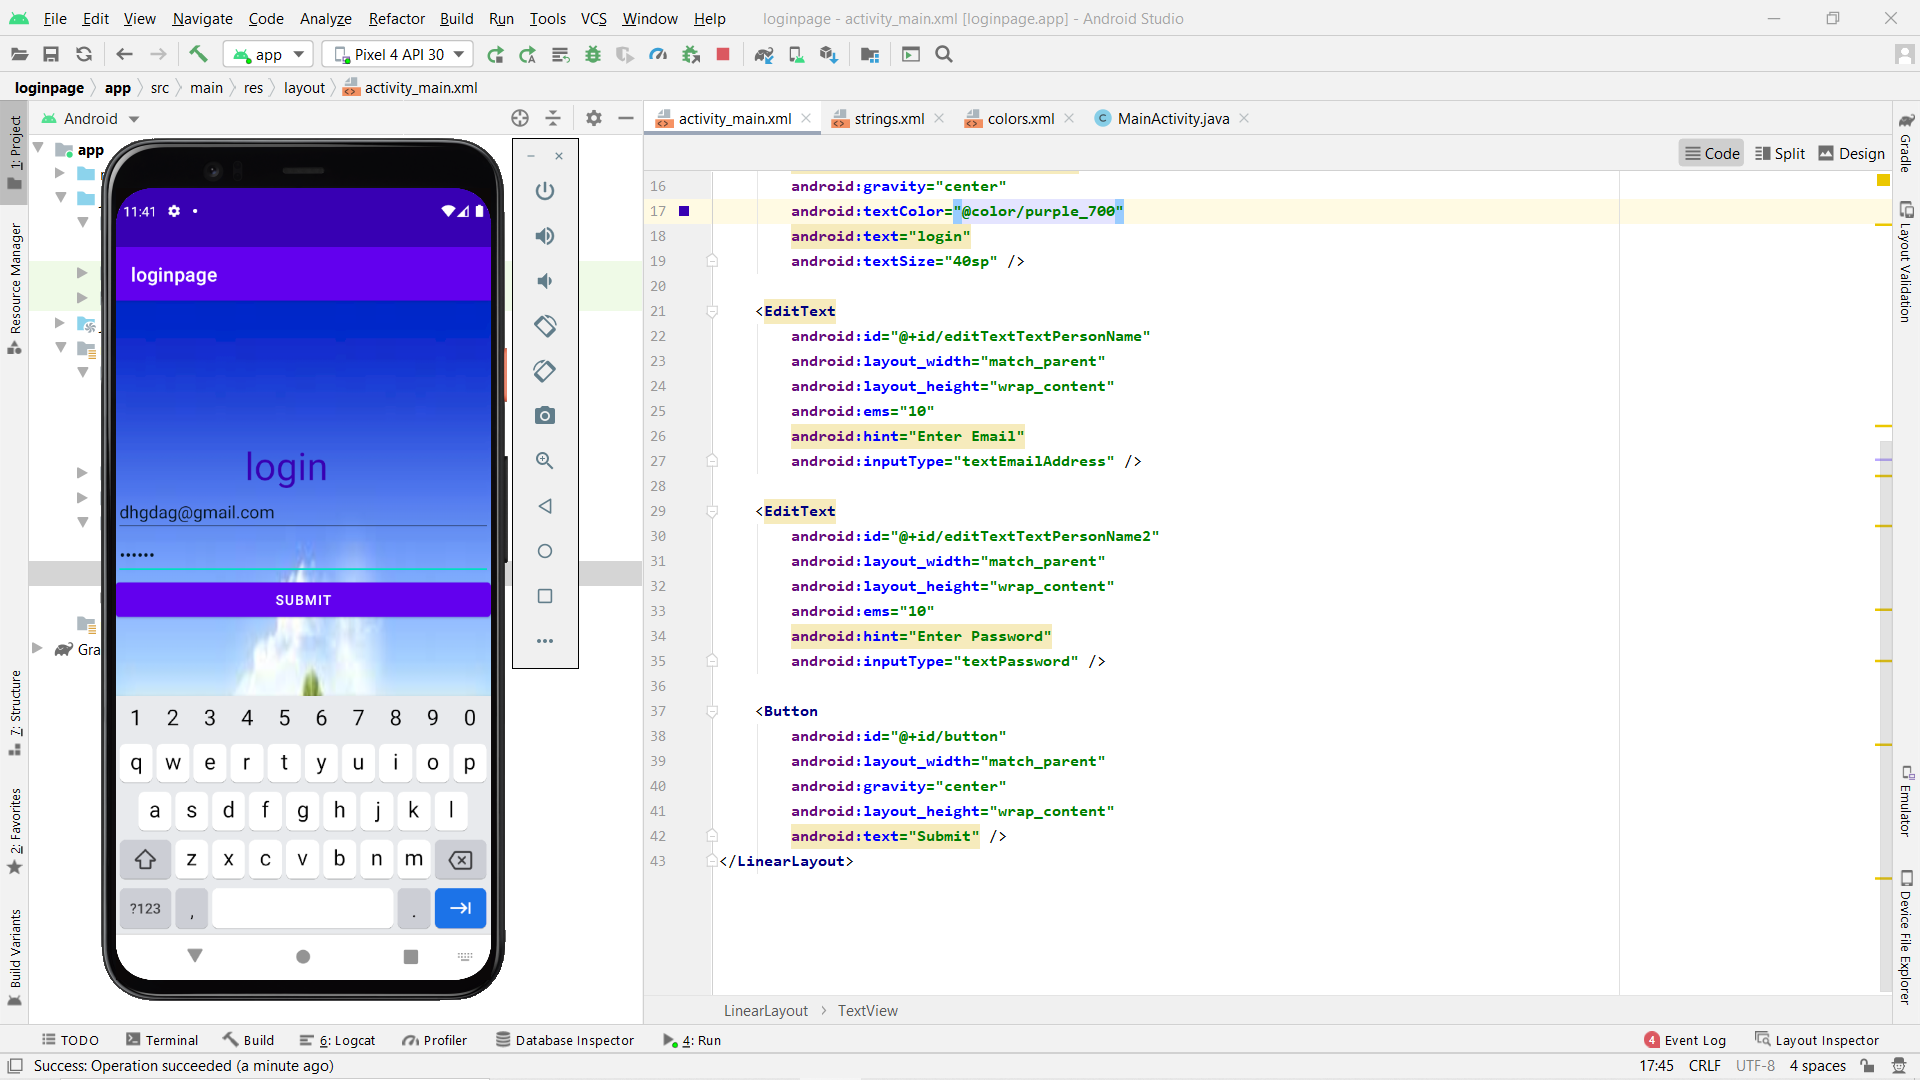 File Edit View Navigate Code Analyze Refactor Build Run Tools VCS Window Help loginpage - activity_main.xml [loginpage.app] - Android Studio
app Pixel 4 API 30
loginpage app src main res layout activity_main.xml
1: Project
Resource Manager
7: Structure
2: Favorites
Build Variants
Android
app
Gra
11:41
loginpage
login
dhgdag@gmail.com
••••••
SUBMIT
1 2 3 4 5 6 7 8 9 0
q w e r t y u i o p
a s d f g h j k l
z x c v b n m
?123 , .
activity_main.xml strings.xml colors.xml MainActivity.java
Code Split Design
16 android:gravity="center"
17 android:textColor="@color/purple_700"
18 android:text="login"
19 android:textSize="40sp" />
20
21 <EditText
22 android:id="@+id/editTextTextPersonName"
23 android:layout_width="match_parent"
24 android:layout_height="wrap_content"
25 android:ems="10"
26 android:hint="Enter Email"
27 android:inputType="textEmailAddress" />
28
29 <EditText
30 android:id="@+id/editTextTextPersonName2"
31 android:layout_width="match_parent"
32 android:layout_height="wrap_content"
33 android:ems="10"
34 android:hint="Enter Password"
35 android:inputType="textPassword" />
36
37 <Button
38 android:id="@+id/button"
39 android:layout_width="match_parent"
40 android:gravity="center"
41 android:layout_height="wrap_content"
42 android:text="Submit" />
43 </LinearLayout>
LinearLayout TextView
Gradle
Layout Validation
Emulator
Device File Explorer
TODO Terminal Build 6: Logcat Profiler Database Inspector 4: Run 4 Event Log Layout Inspector
Success: Operation succeeded (a minute ago) 17:45 CRLF UTF-8 4 spaces